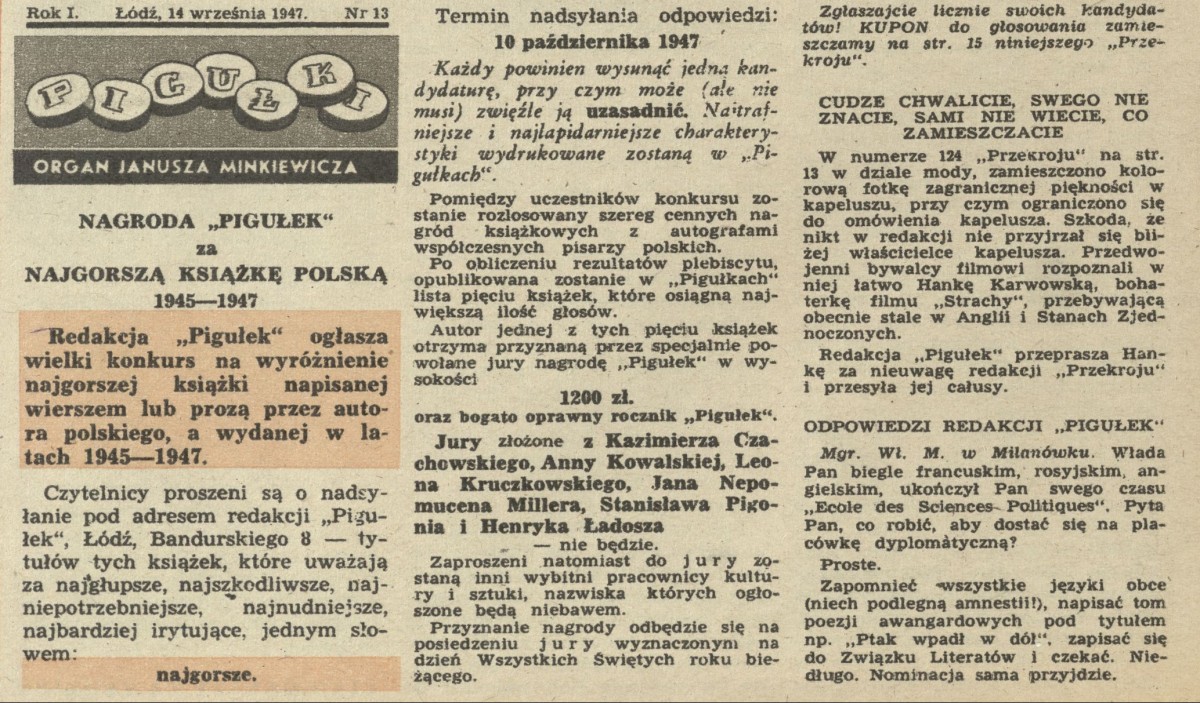 Rok I. Łódź, 14 września 1947. Nr 13
PIGUŁKI
ORGAN JANUSZA MINKIEWICZA
NAGRODA „PIGUŁEK“
za
NAJGORSZĄ KSIĄŻKĘ POLSKĄ
1945—1947
Redakcja „Pigułek“ ogłasza
wielki konkurs na wyróżnienie
najgorszej książki napisanej
wierszem lub prozą przez auto-
ra polskiego, a wydanej w la-
tach 1945—1947.
Czytelnicy proszeni są o nadsy-
łanie pod adresem redakcji „Pigu-
łek“, Łódź, Bandurskiego 8 — ty-
tułów tych książek, które uważają
za najgłupsze, najszkodliwsze, naj-
niepotrzebniejsze, najnudniejsze,
najbardziej irytujące, jednym sło-
wem:
najgorsze.
Termin nadsyłania odpowiedzi:
10 października 1947
Każdy powinien wysunąć jedną kan-
dydaturę, przy czym może (ale nie
musi) zwięźle ją uzasadnić. Najtraf-
niejsze i najlapidarniejsze charaktery-
styki wydrukowane zostaną w „Pi-
gułkach“.
Pomiędzy uczestników konkursu zo-
stanie rozlosowany szereg cennych na-
gród książkowych z autografami
współczesnych pisarzy polskich.
Po obliczeniu rezultatów plebiscytu,
opublikowana zostanie w „Pigułkach“
lista pięciu książek, które osiągną naj-
większą ilość głosów.
Autor jednej z tych pięciu książek
otrzyma przyznaną przez specjalnie po-
wołane jury nagrodę „Pigułek“ w wy-
sokości
1200 zł.
oraz bogato oprawny rocznik „Pigułek“.
Jury złożone z Kazimierza Cza-
chowskiego, Anny Kowalskiej, Leo-
na Kruczkowskiego, Jana Nepo-
mucena Millera, Stanisława Pigo-
nia i Henryka Ładosza
— nie będzie.
Zaproszeni natomiast do jury zo-
staną inni wybitni pracownicy kultu-
ry i sztuki, nazwiska których ogło-
szone będą niebawem.
Przyznanie nagrody odbędzie się na
posiedzeniu jury wyznaczonym na
dzień Wszystkich Świętych roku bie-
żącego.
Zgłaszajcie licznie swoich kandyda-
tów! KUPON do głosowania zamie-
szczamy na str. 15 niniejszego „Prze-
kroju“.
CUDZE CHWALICIE, SWEGO NIE
ZNACIE, SAMI NIE WIECIE, CO
ZAMIESZCZACIE
W numerze 124 „Przekroju“ na str.
13 w dziale mody, zamieszczono kolo-
rową fotkę zagranicznej piękności w
kapeluszu, przy czym ograniczono się
do omówienia kapelusza. Szkoda, że
nikt w redakcji nie przyjrzał się bli-
żej właścicielce kapelusza. Przedwo-
jenni bywalcy filmowi rozpoznali w
niej łatwo Hankę Karwowską, boha-
terkę filmu „Strachy“, przebywającą
obecnie stale w Anglii i Stanach Zjed-
noczonych.
Redakcja „Pigułek“ przeprasza Han-
kę za nieuwagę redakcji „Przekroju“
i przesyła jej całusy.
ODPOWIEDZI REDAKCJI „PIGUŁEK“
Mgr. Wł. M. w Milanówku. Włada
Pan biegle francuskim, rosyjskim, an-
gielskim, ukończył Pan swego czasu
„Ecole des Sciences Politiques“. Pyta
Pan, co robić, aby dostać się na pla-
cówkę dyplomatyczną?
Proste.
Zapomnieć wszystkie języki obce
(niech podlegną amnestii!), napisać tom
poezji awangardowych pod tytułem
np. „Ptak wpadł w dół“, zapisać się
do Związku Literatów i czekać. Nie-
długo. Nominacja sama przyjdzie.